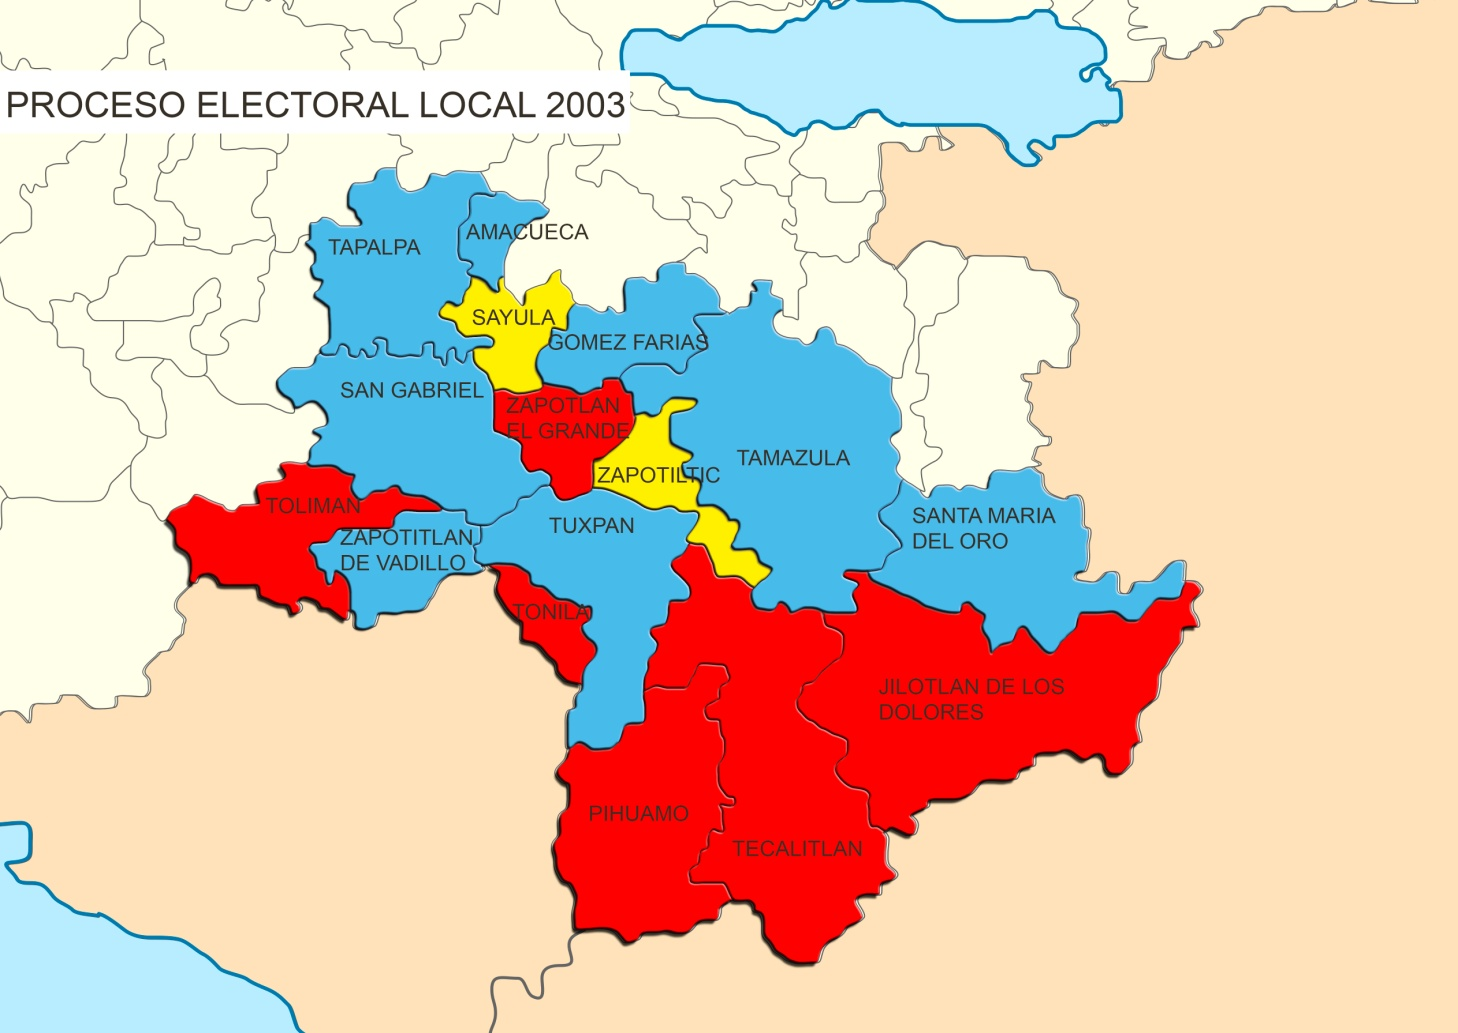 PROCESO ELECTORAL LOCAL 2003
TAPALPA
AMACUECA
SAYULA
GOMEZ FARIAS
SAN GABRIEL
ZAPOTLAN
EL GRANDE
ZAPOTILTIC
TAMAZULA
TOLIMAN
ZAPOTITLAN
DE VADILLO
TUXPAN
SANTA MARIA
DEL ORO
TONILA
JILOTLAN DE LOS
DOLORES
PIHUAMO
TECALITLAN